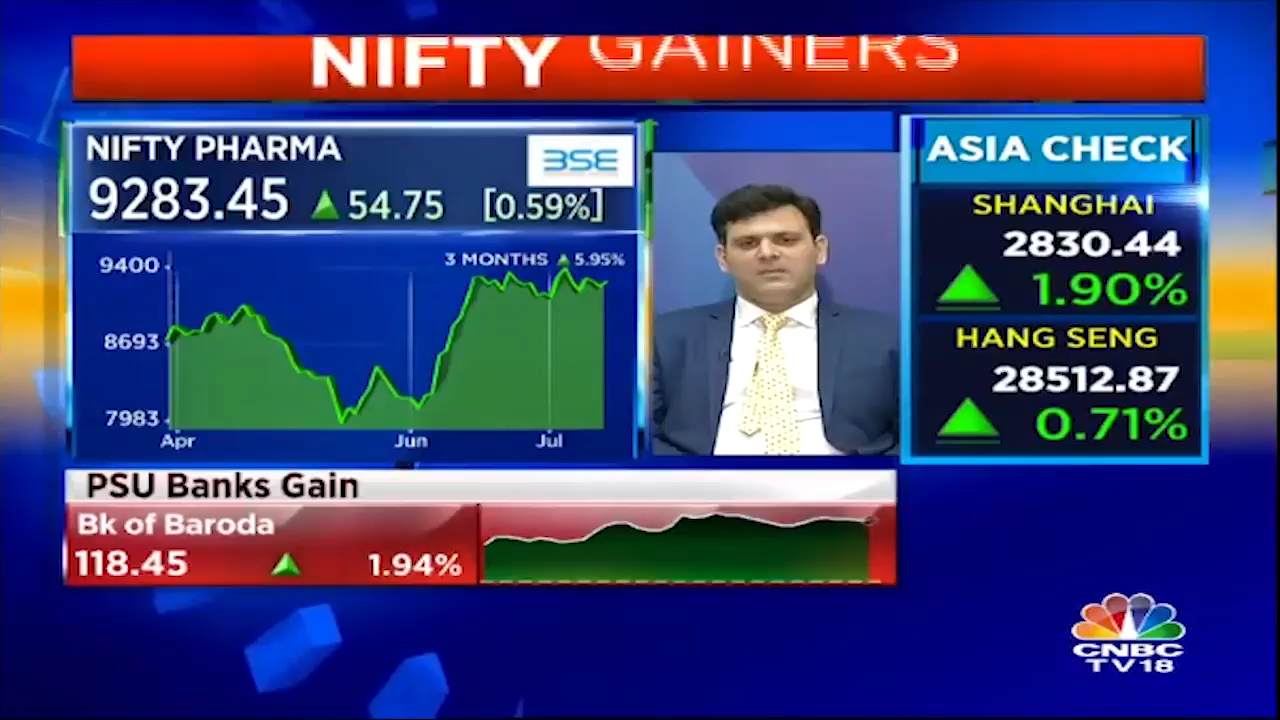 NIFTY GAINERS
NIFTY PHARMA
BSE
9283.45 54.75 [0.59%]
3 MONTHS 5.95%
9400
8693
7983
Apr Jun Jul
ASIA CHECK
SHANGHAI
2830.44
1.90%
HANG SENG
28512.87
0.71%
PSU Banks Gain
Bk of Baroda
118.45 1.94%
CNBC
TV18